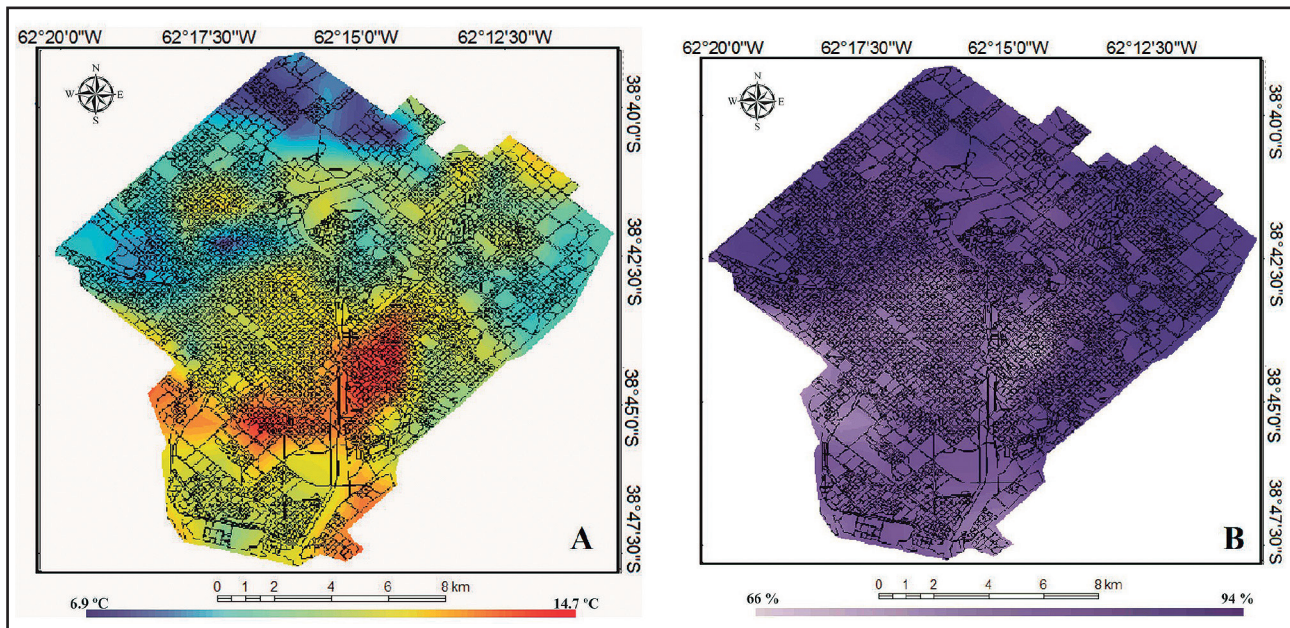 62°20'0"W 62°17'30"W 62°15'0"W 62°12'30"W
N
W E
S
38°40'0"S
38°42'30"S
38°45'0"S
38°47'30"S
A
0 1 2 4 6 8 km
6.9 ºC 14.7 ºC
62°20'0"W 62°17'30"W 62°15'0"W 62°12'30"W
N
W E
S
38°40'0"S
38°42'30"S
38°45'0"S
38°47'30"S
B
0 1 2 4 6 8 km
66 % 94 %